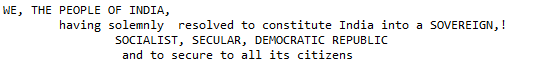 WE, THE PEOPLE OF INDIA,
having solemnly  resolved to constitute India into a SOVEREIGN,!
SOCIALIST, SECULAR, DEMOCRATIC REPUBLIC
and to secure to all its citizens